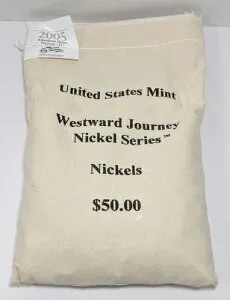 2005
United States Mint
Westward Journey
Nickel Series™
Nickels
$50.00